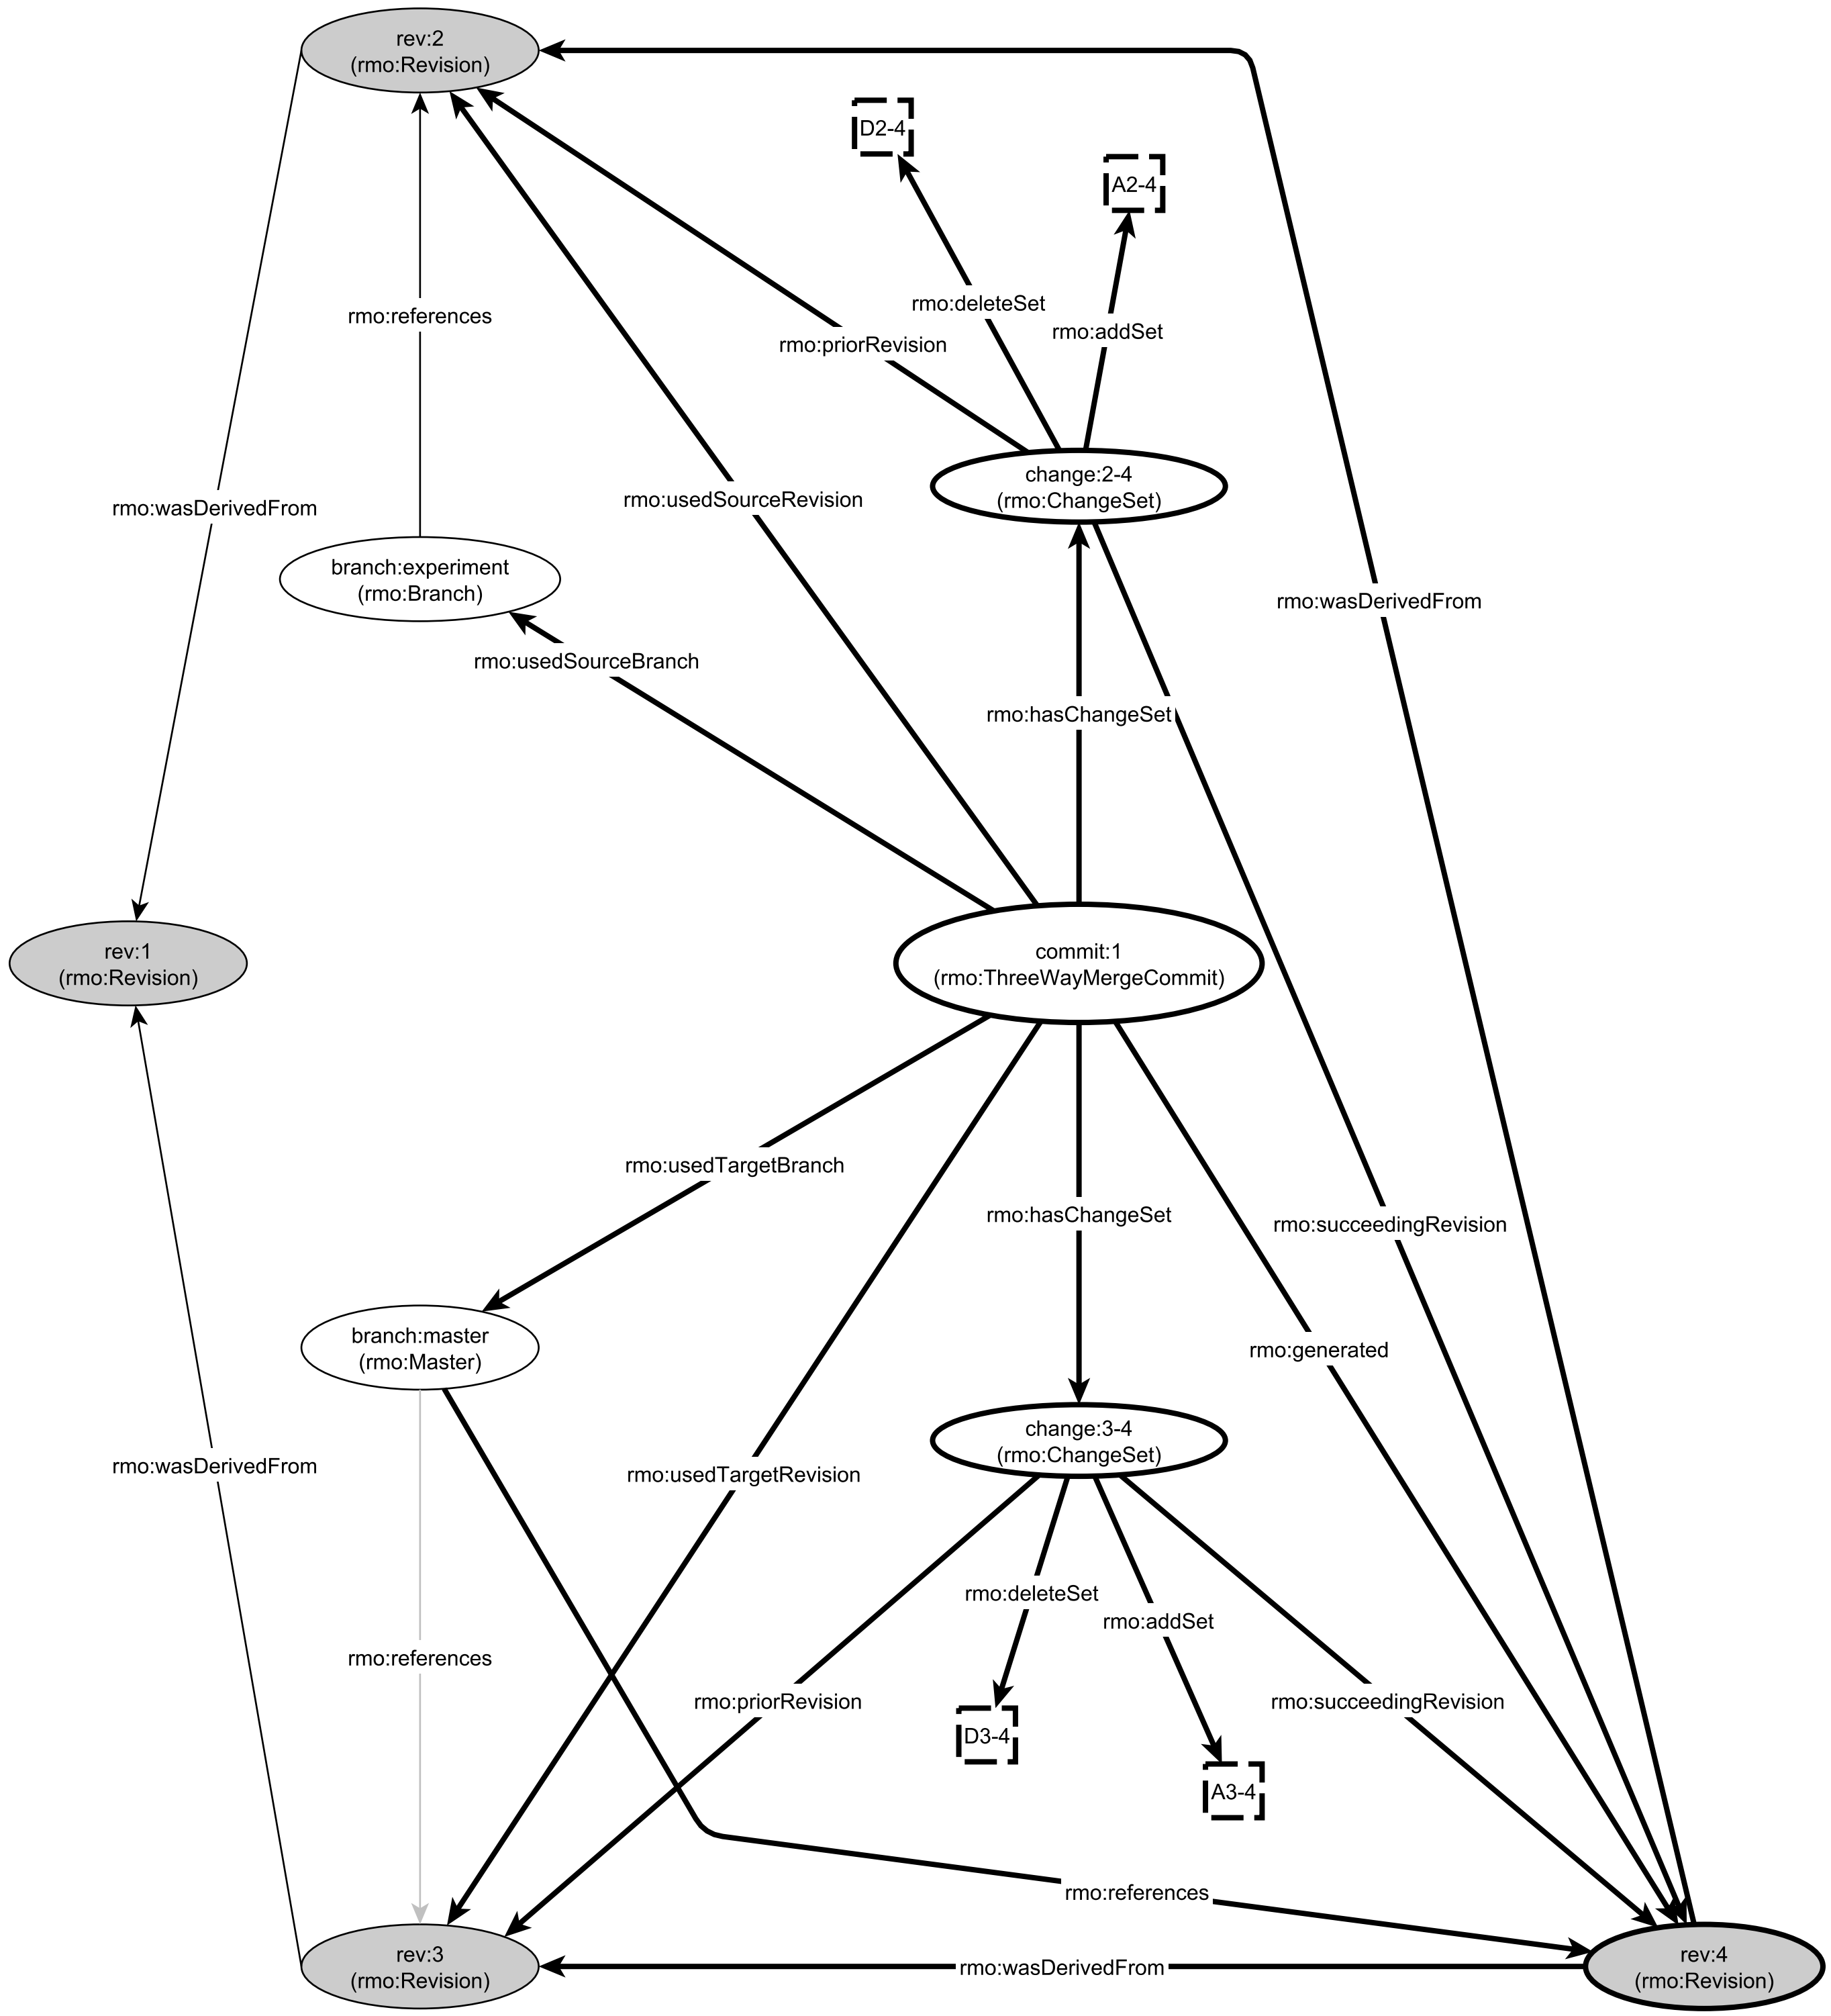 rev:2
(rmo:Revision)
D2-4
A2-4
rmo:deleteSet
rmo:references
rmo:addSet
rmo:priorRevision
change:2-4
(rmo:ChangeSet)
rmo:usedSourceRevision
rmo:wasDerivedFrom
branch:experiment
(rmo:Branch)
rmo:wasDerivedFrom
rmo:usedSourceBranch
rmo:hasChangeSet
rev:1
(rmo:Revision)
commit:1
(rmo:ThreeWayMergeCommit)
rmo:usedTargetBranch
rmo:hasChangeSet
rmo:succeedingRevision
branch:master
(rmo:Master)
rmo:generated
change:3-4
(rmo:ChangeSet)
rmo:wasDerivedFrom
rmo:usedTargetRevision
rmo:deleteSet
rmo:addSet
rmo:references
rmo:priorRevision
rmo:succeedingRevision
D3-4
A3-4
rmo:references
rev:3
(rmo:Revision)
rmo:wasDerivedFrom
rev:4
(rmo:Revision)